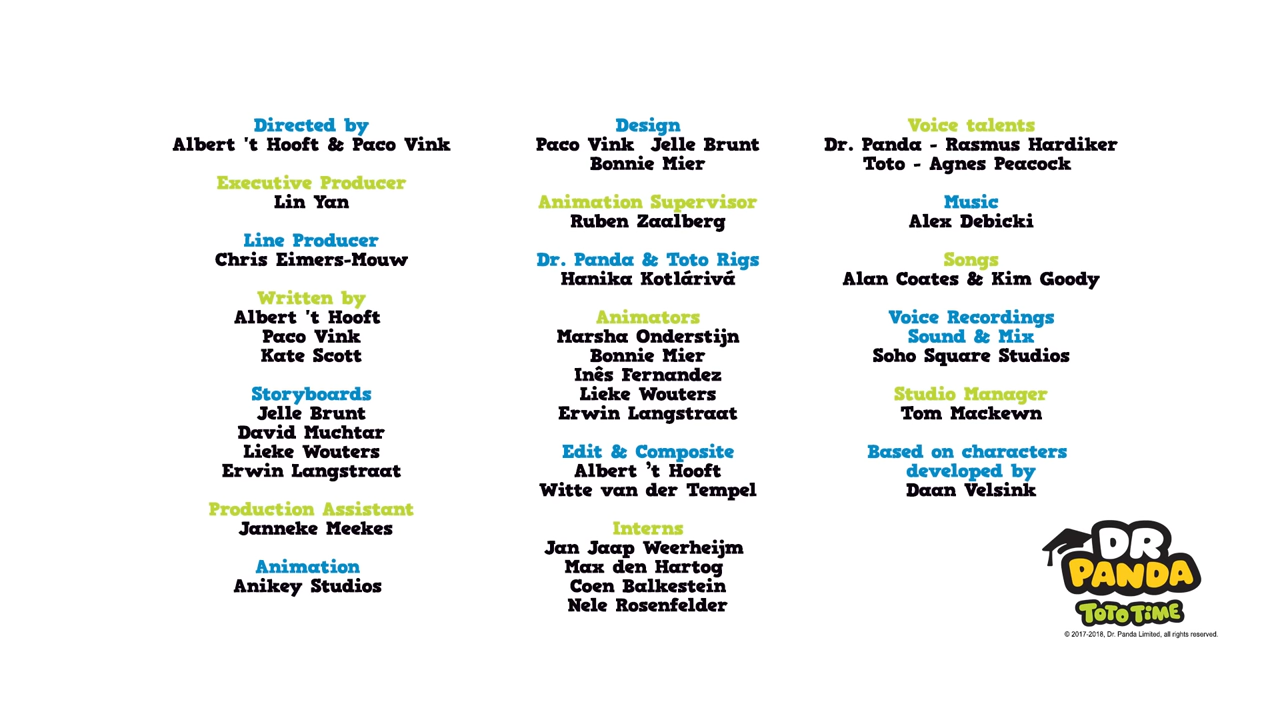 Directed by
Albert 't Hooft & Paco Vink
Executive Producer
Lin Yan
Line Producer
Chris Eimers-Mouw
Written by
Albert 't Hooft
Paco Vink
Kate Scott
Storyboards
Jelle Brunt
David Muchtar
Lieke Wouters
Erwin Langstraat
Production Assistant
Janneke Meekes
Animation
Anikey Studios
Design
Paco Vink Jelle Brunt
Bonnie Mier
Animation Supervisor
Ruben Zaalberg
Dr. Panda & Toto Rigs
Hanika Kotlárivá
Animators
Marsha Onderstijn
Bonnie Mier
Inês Fernandez
Lieke Wouters
Erwin Langstraat
Edit & Composite
Albert ’t Hooft
Witte van der Tempel
Interns
Jan Jaap Weerheijm
Max den Hartog
Coen Balkestein
Nele Rosenfelder
Voice talents
Dr. Panda - Rasmus Hardiker
Toto - Agnes Peacock
Music
Alex Debicki
Songs
Alan Coates & Kim Goody
Voice Recordings
Sound & Mix
Soho Square Studios
Studio Manager
Tom Mackewn
Based on characters
developed by
Daan Velsink
DR
PANDA
TOTO TIME
© 2017-2018, Dr. Panda Limited, all rights reserved.